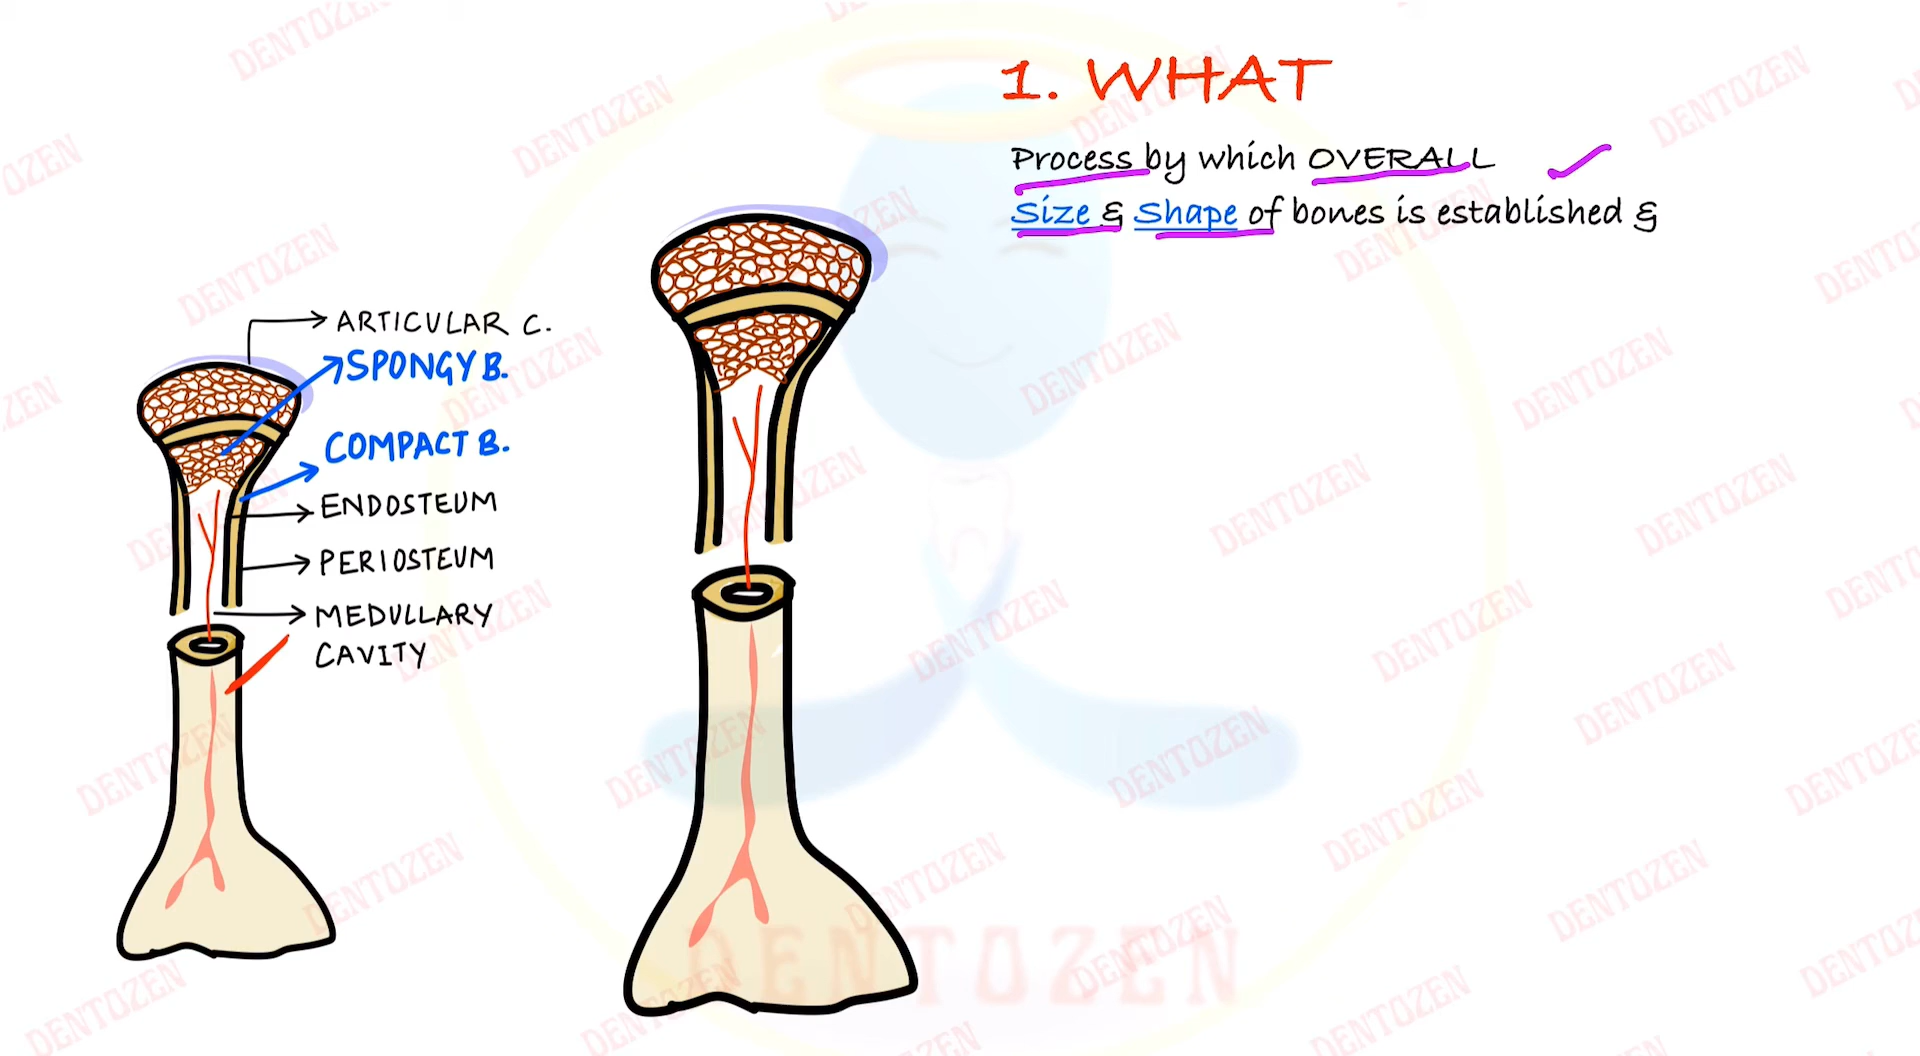 1. WHAT
Process by which OVERALL
Size & Shape of bones is established &
ARTICULAR C.
SPONGY B.
COMPACT B.
ENDOSTEUM
PERIOSTEUM
MEDULLARY
CAVITY
DENTOZEN